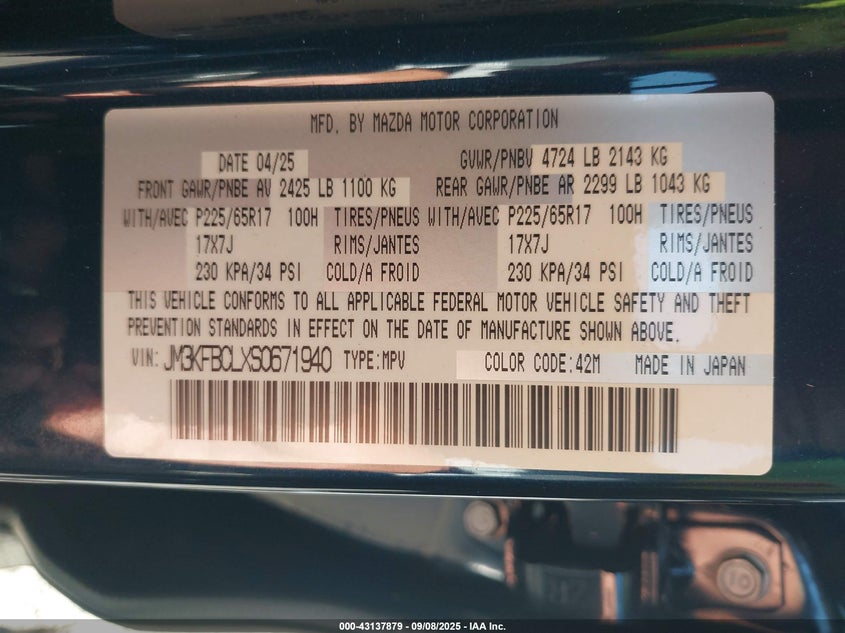 MFD. BY MAZDA MOTOR CORPORATION
DATE 04/25 GVWR/PNBV 4724 LB 2143 KG
FRONT GAWR/PNBE AV 2425 LB 1100 KG REAR GAWR/PNBE AR 2299 LB 1043 KG
WITH/AVEC P225/65R17 100H TIRES/PNEUS WITH/AVEC P225/65R17 100H TIRES/PNEUS
17X7J RIMS/JANTES 17X7J RIMS/JANTES
230 KPA/34 PSI COLD/A FROID 230 KPA/34 PSI COLD/A FROID
THIS VEHICLE CONFORMS TO ALL APPLICABLE FEDERAL MOTOR VEHICLE SAFETY AND THEFT
PREVENTION STANDARDS IN EFFECT ON THE DATE OF MANUFACTURE SHOWN ABOVE.
VIN: JM3KFBCLXS0671940 TYPE:MPV COLOR CODE:42M MADE IN JAPAN
10
000-43137879 - 09/08/2025 - IAA Inc.